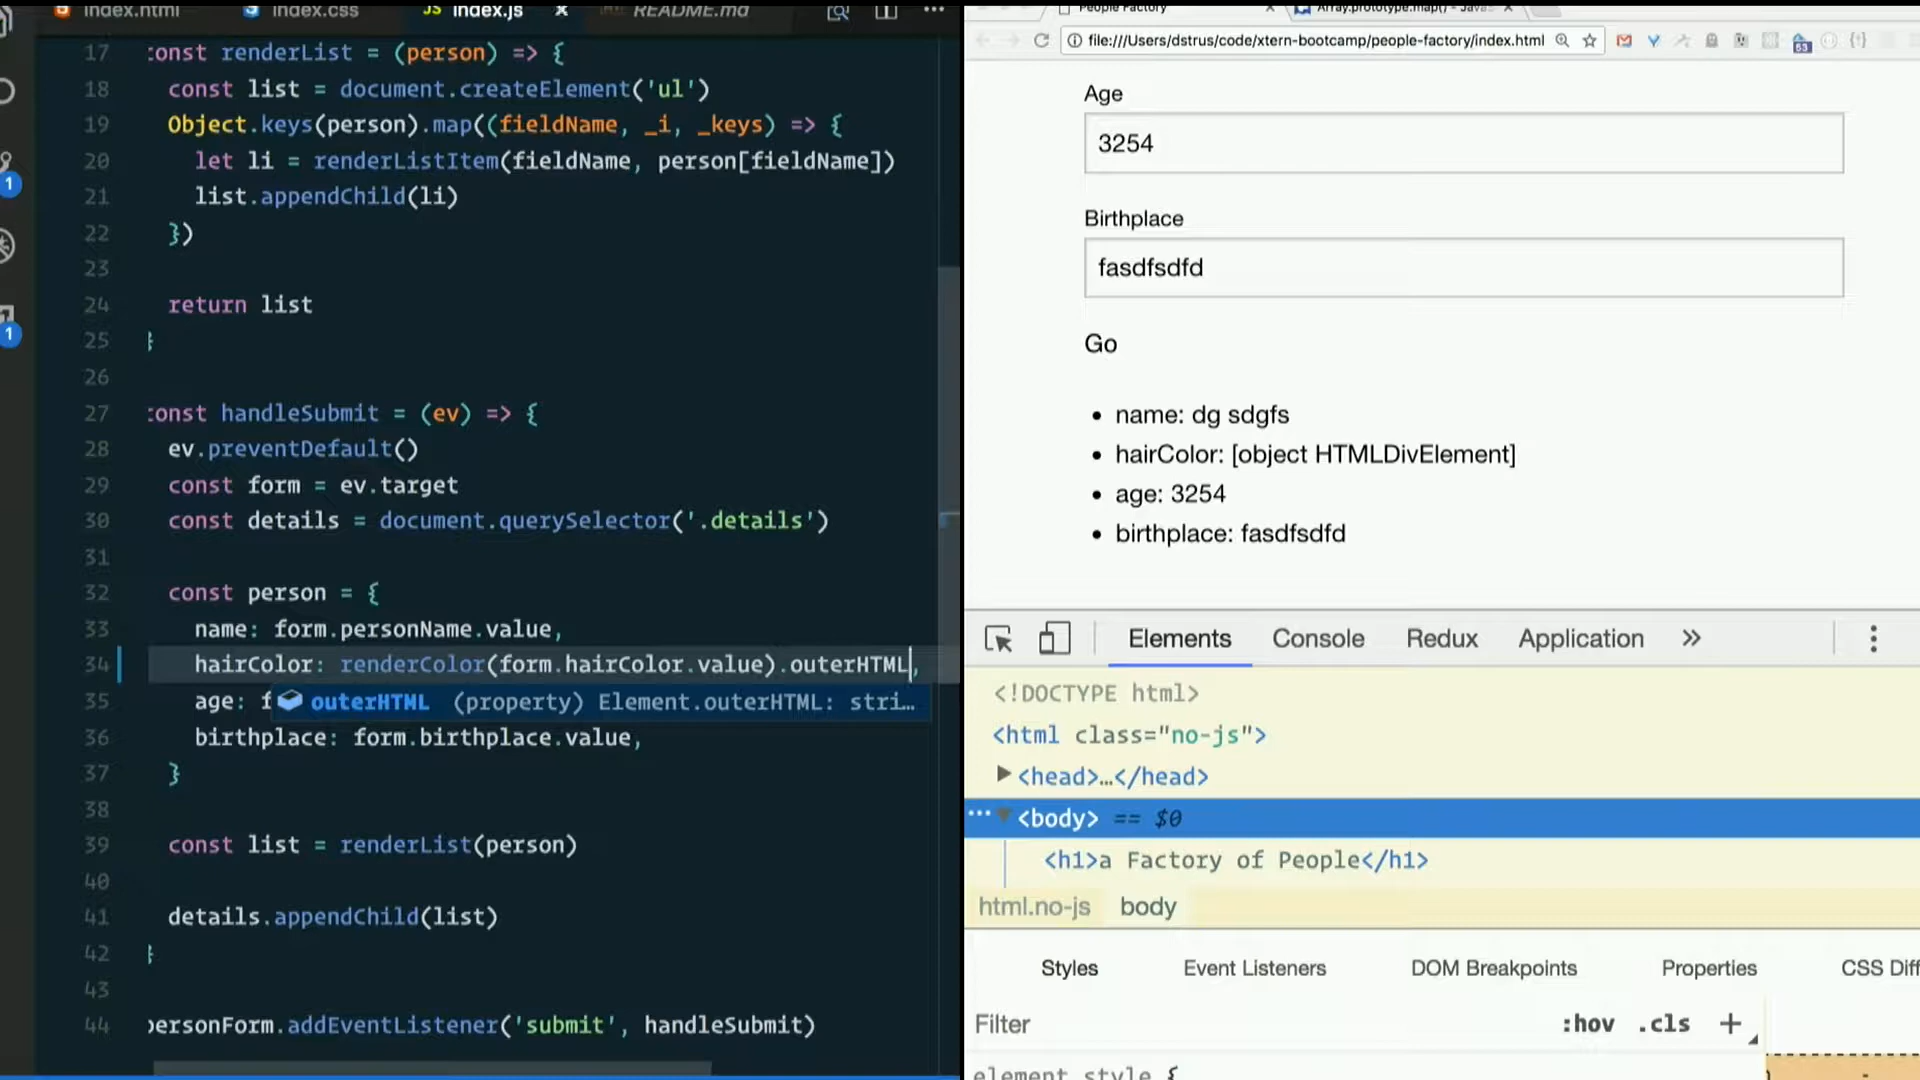 index.html index.css JS index.js × README.md
17 const renderList = (person) => {
18 const list = document.createElement('ul')
19 Object.keys(person).map((fieldName, _i, _keys) => {
20 let li = renderListItem(fieldName, person[fieldName])
21 list.appendChild(li)
22 })
23
24 return list
25 }
26
27 const handleSubmit = (ev) => {
28 ev.preventDefault()
29 const form = ev.target
30 const details = document.querySelector('.details')
31
32 const person = {
33 name: form.personName.value,
34 hairColor: renderColor(form.hairColor.value).outerHTML,
35 age: f
outerHTML (property) Element.outerHTML: stri…
36 birthplace: form.birthplace.value,
37 }
38
39 const list = renderList(person)
40
41 details.appendChild(list)
42 }
43
44 personForm.addEventListener('submit', handleSubmit)
1
1
People Factory × Array.prototype.map() - Javas ×
file:///Users/dstrus/code/xtern-bootcamp/people-factory/index.html
53
Age
3254
Birthplace
fasdfsdfd
Go
• name: dg sdgfs
• hairColor: [object HTMLDivElement]
• age: 3254
• birthplace: fasdfsdfd
Elements Console Redux Application »
<!DOCTYPE html>
<html class="no-js">
<head>…</head>
… <body> == $0
<h1>a Factory of People</h1>
html.no-js body
Styles Event Listeners DOM Breakpoints Properties CSS Diff
Filter :hov .cls +
element.style {